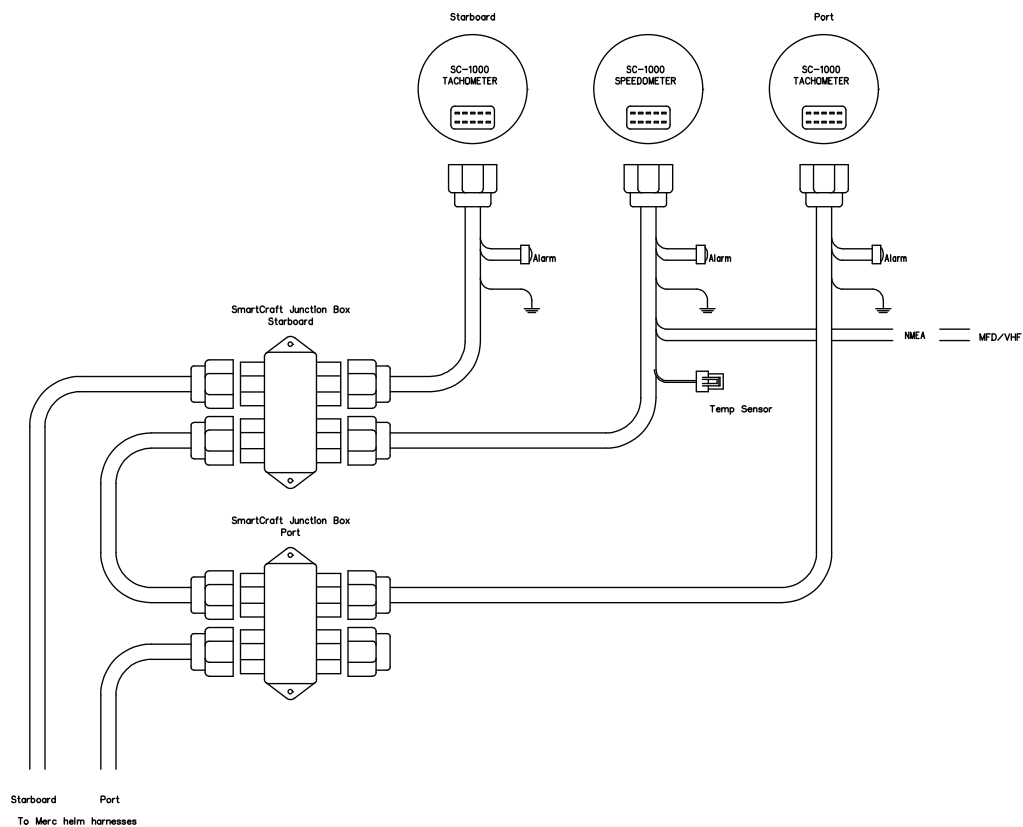 Starboard
Port
SC-1000
TACHOMETER
SC-1000
SPEEDOMETER
SC-1000
TACHOMETER
Alarm
Alarm
Alarm
SmartCraft Junction Box
Starboard
NMEA
MFD/VHF
Temp Sensor
SmartCraft Junction Box
Port
Starboard
Port
To Merc helm harnesses